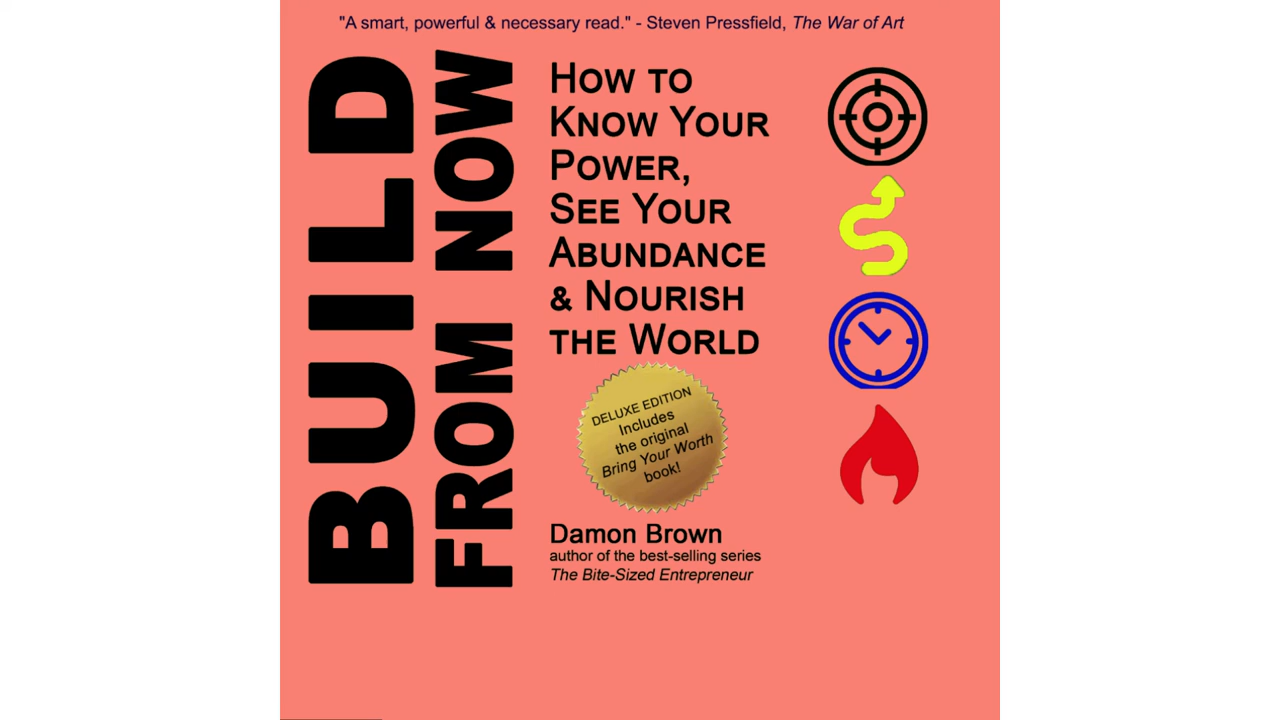 "A smart, powerful & necessary read." - Steven Pressfield, The War of Art
BUILD
FROM NOW
How to
Know Your
Power,
See Your
Abundance
& Nourish
the World
DELUXE EDITION
Includes
the original
Bring Your Worth
book!
Damon Brown
author of the best-selling series
The Bite-Sized Entrepreneur